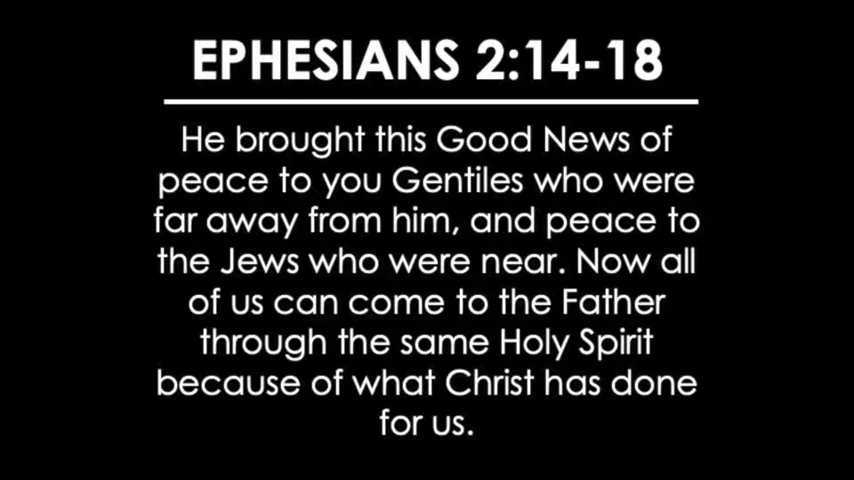 EPHESIANS 2:14-18
He brought this Good News of
peace to you Gentiles who were
far away from him, and peace to
the Jews who were near. Now all
of us can come to the Father
through the same Holy Spirit
because of what Christ has done
for us.